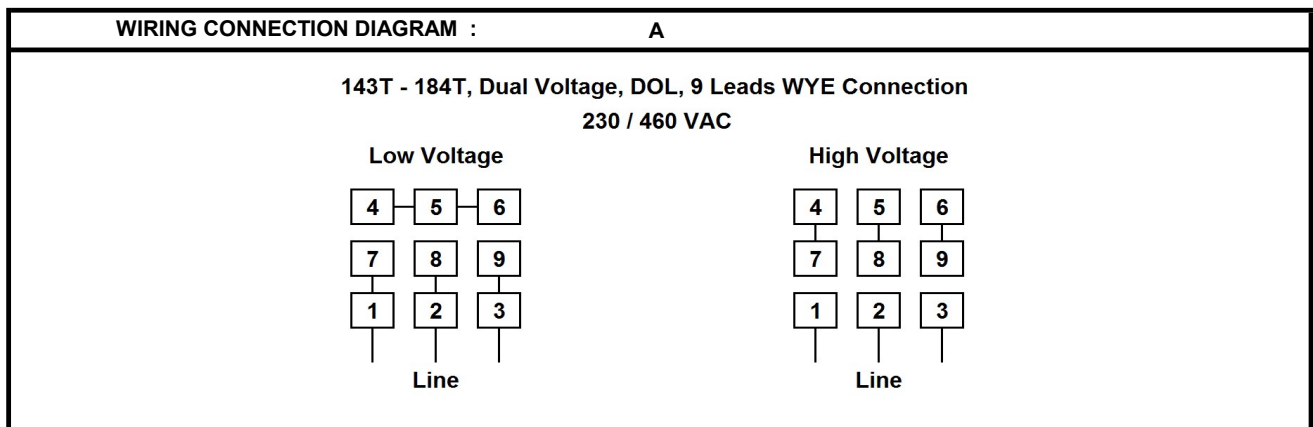 WIRING CONNECTION DIAGRAM : A
143T - 184T, Dual Voltage, DOL, 9 Leads WYE Connection
230 / 460 VAC
Low Voltage High Voltage
4 5 6 4 5 6
7 8 9 7 8 9
1 2 3 1 2 3
Line Line